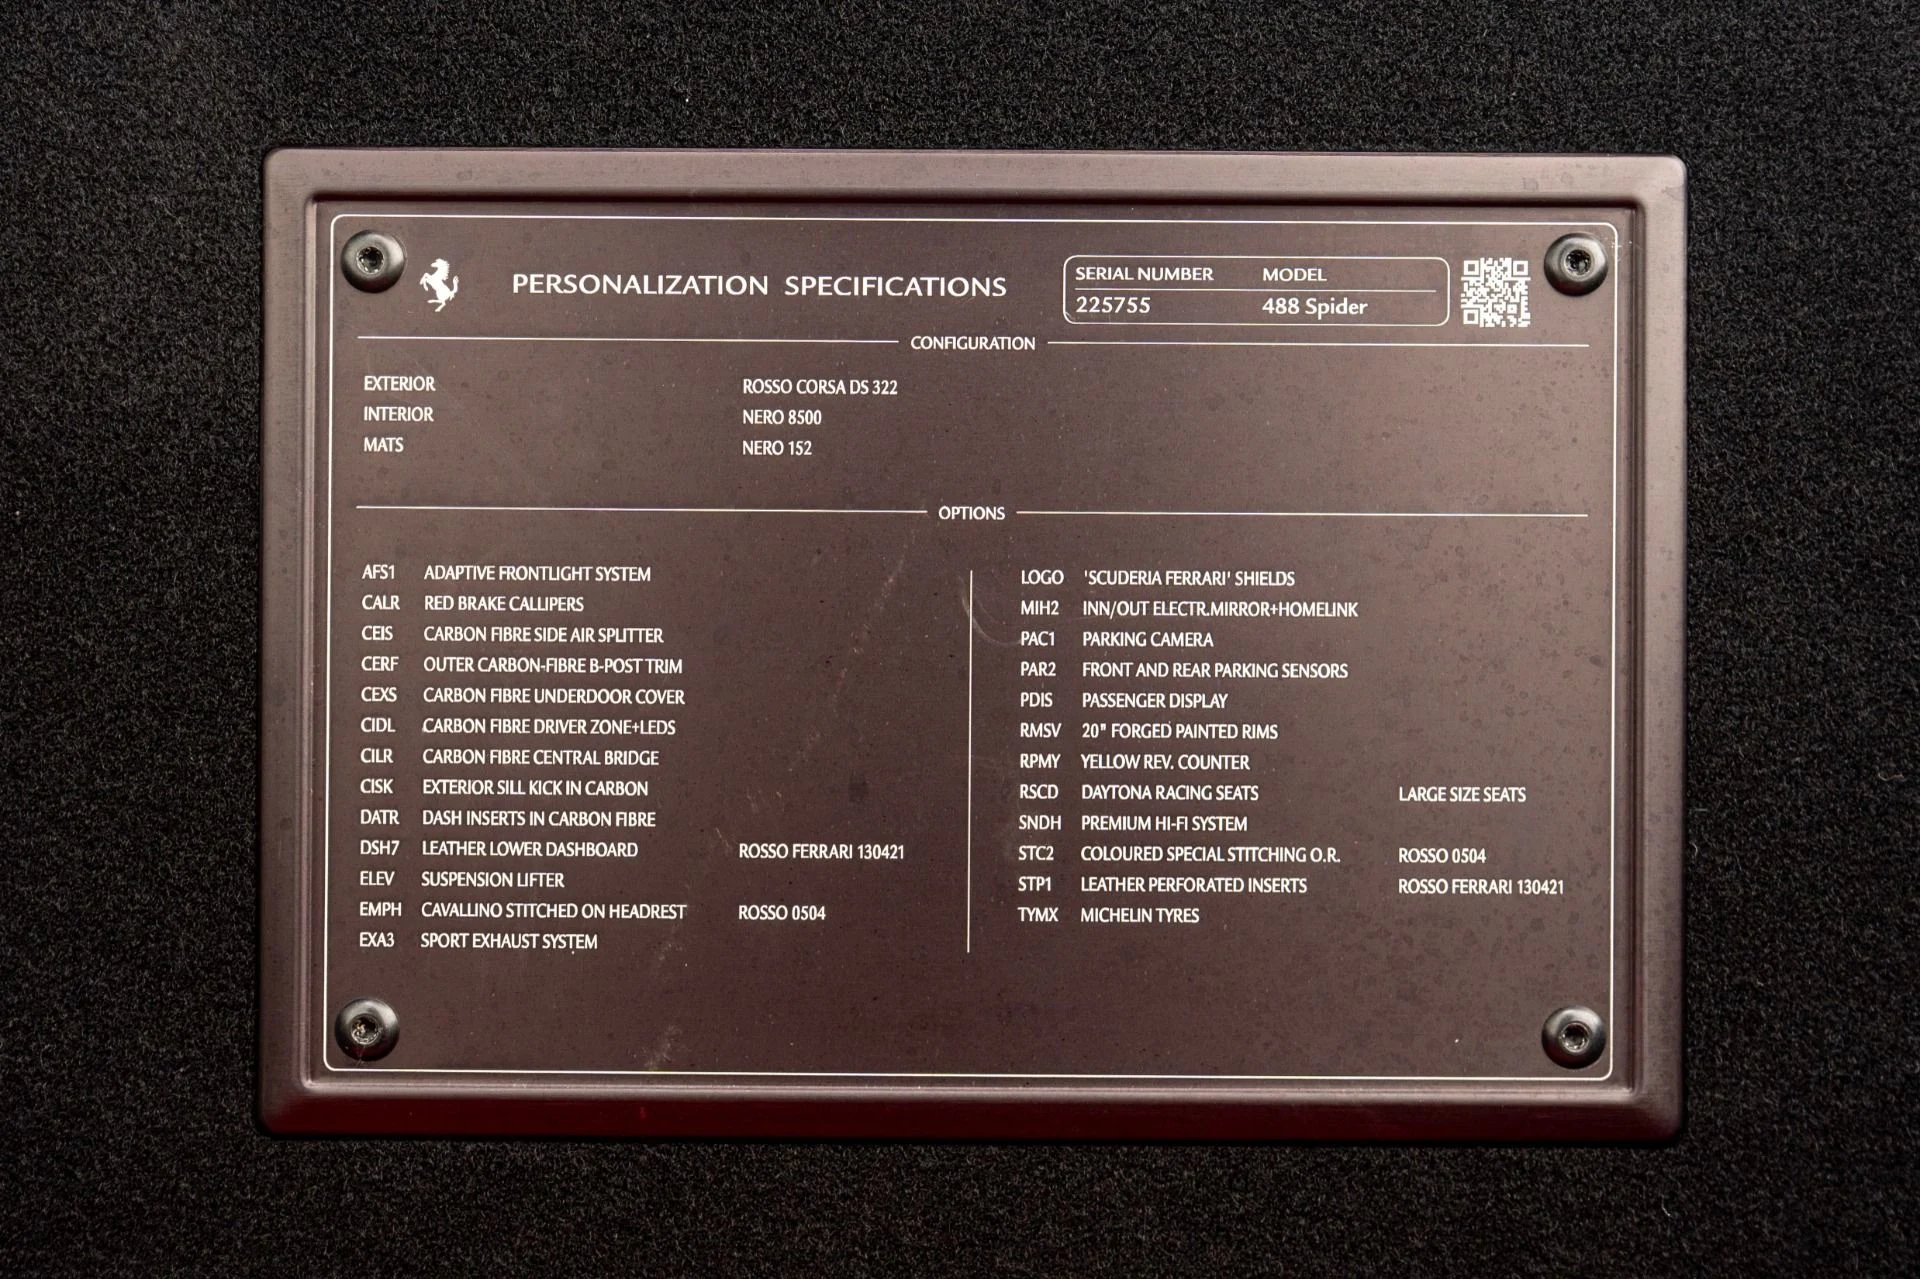 PERSONALIZATION SPECIFICATIONS
SERIAL NUMBER MODEL
225755 488 Spider
CONFIGURATION
EXTERIOR ROSSO CORSA DS 322
INTERIOR NERO 8500
MATS NERO 152
OPTIONS
AFS1 ADAPTIVE FRONTLIGHT SYSTEM
CALR RED BRAKE CALLIPERS
CEIS CARBON FIBRE SIDE AIR SPLITTER
CERF OUTER CARBON-FIBRE B-POST TRIM
CEXS CARBON FIBRE UNDERDOOR COVER
CIDL CARBON FIBRE DRIVER ZONE+LEDS
CILR CARBON FIBRE CENTRAL BRIDGE
CISK EXTERIOR SILL KICK IN CARBON
DATR DASH INSERTS IN CARBON FIBRE
DSH7 LEATHER LOWER DASHBOARD ROSSO FERRARI 130421
ELEV SUSPENSION LIFTER
EMPH CAVALLINO STITCHED ON HEADREST ROSSO 0504
EXA3 SPORT EXHAUST SYSTEM
LOGO 'SCUDERIA FERRARI' SHIELDS
MIH2 INN/OUT ELECTR.MIRROR+HOMELINK
PAC1 PARKING CAMERA
PAR2 FRONT AND REAR PARKING SENSORS
PDIS PASSENGER DISPLAY
RMSV 20" FORGED PAINTED RIMS
RPMY YELLOW REV. COUNTER
RSCD DAYTONA RACING SEATS LARGE SIZE SEATS
SNDH PREMIUM HI-FI SYSTEM
STC2 COLOURED SPECIAL STITCHING O.R. ROSSO 0504
STP1 LEATHER PERFORATED INSERTS ROSSO FERRARI 130421
TYMX MICHELIN TYRES